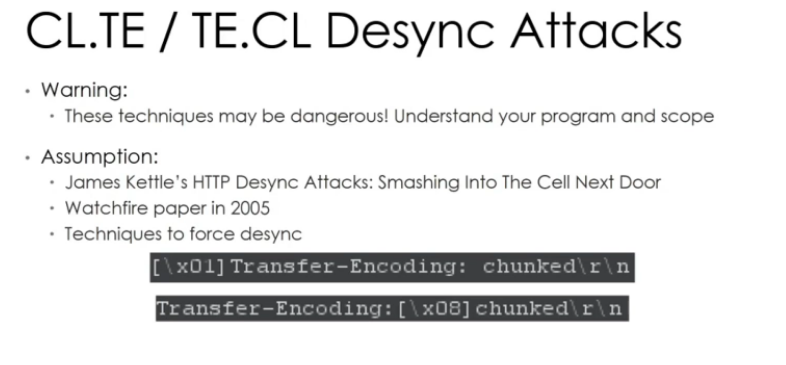 CL.TE / TE.CL Desync Attacks
• Warning:
• These techniques may be dangerous! Understand your program and scope
• Assumption:
• James Kettle's HTTP Desync Attacks: Smashing Into The Cell Next Door
• Watchfire paper in 2005
• Techniques to force desync
[\x01]Transfer-Encoding: chunked\r\n
Transfer-Encoding:[\x08]chunked\r\n